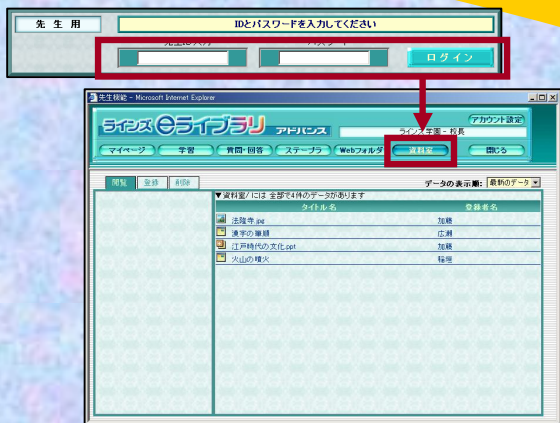 先生用
IDとパスワードを入力してください
ログイン
先生機能 - Microsoft Internet Explorer
ラインズ eライブラリ アドバンス
アカウント設定
ラインズ学園 - 校長
マイページ 学習 質問・回答 ステープラ Webフォルダ 資料室 閉じる
閲覧 登録 削除
データの表示順: 最新のデータ
▼資料室/ には 全部で4件のデータがあります
タイトル名 登録者名
法隆寺.jpg 加藤
漢字の筆順 広瀬
江戸時代の文化.ppt 加藤
火山の噴火 稲垣